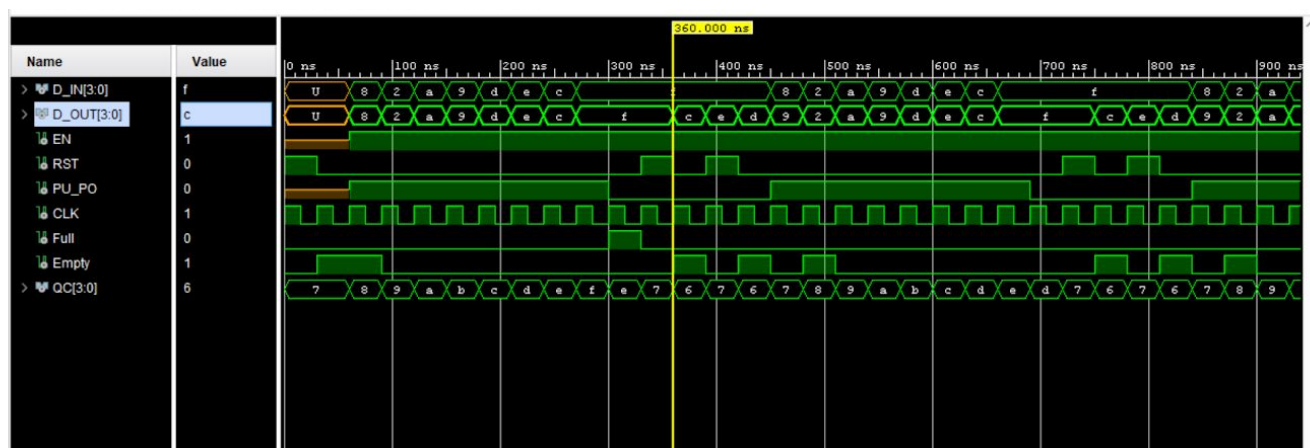 360.000 ns
Name Value 0 ns 100 ns 200 ns 300 ns 400 ns 500 ns 600 ns 700 ns 800 ns 900 ns
D_IN[3:0] f U 8 2 a 9 d e c f 8 2 a 9 d e c f 8 2 a
D_OUT[3:0] c U 8 2 a 9 d e c f c e d 9 2 a 9 d e c f c e d 9 2 a
EN 1
RST 0
PU_PO 0
CLK 1
Full 0
Empty 1
QC[3:0] 6 7 8 9 a b c d e f e 7 6 7 6 7 8 9 a b c d e d 7 6 7 6 7 8 9